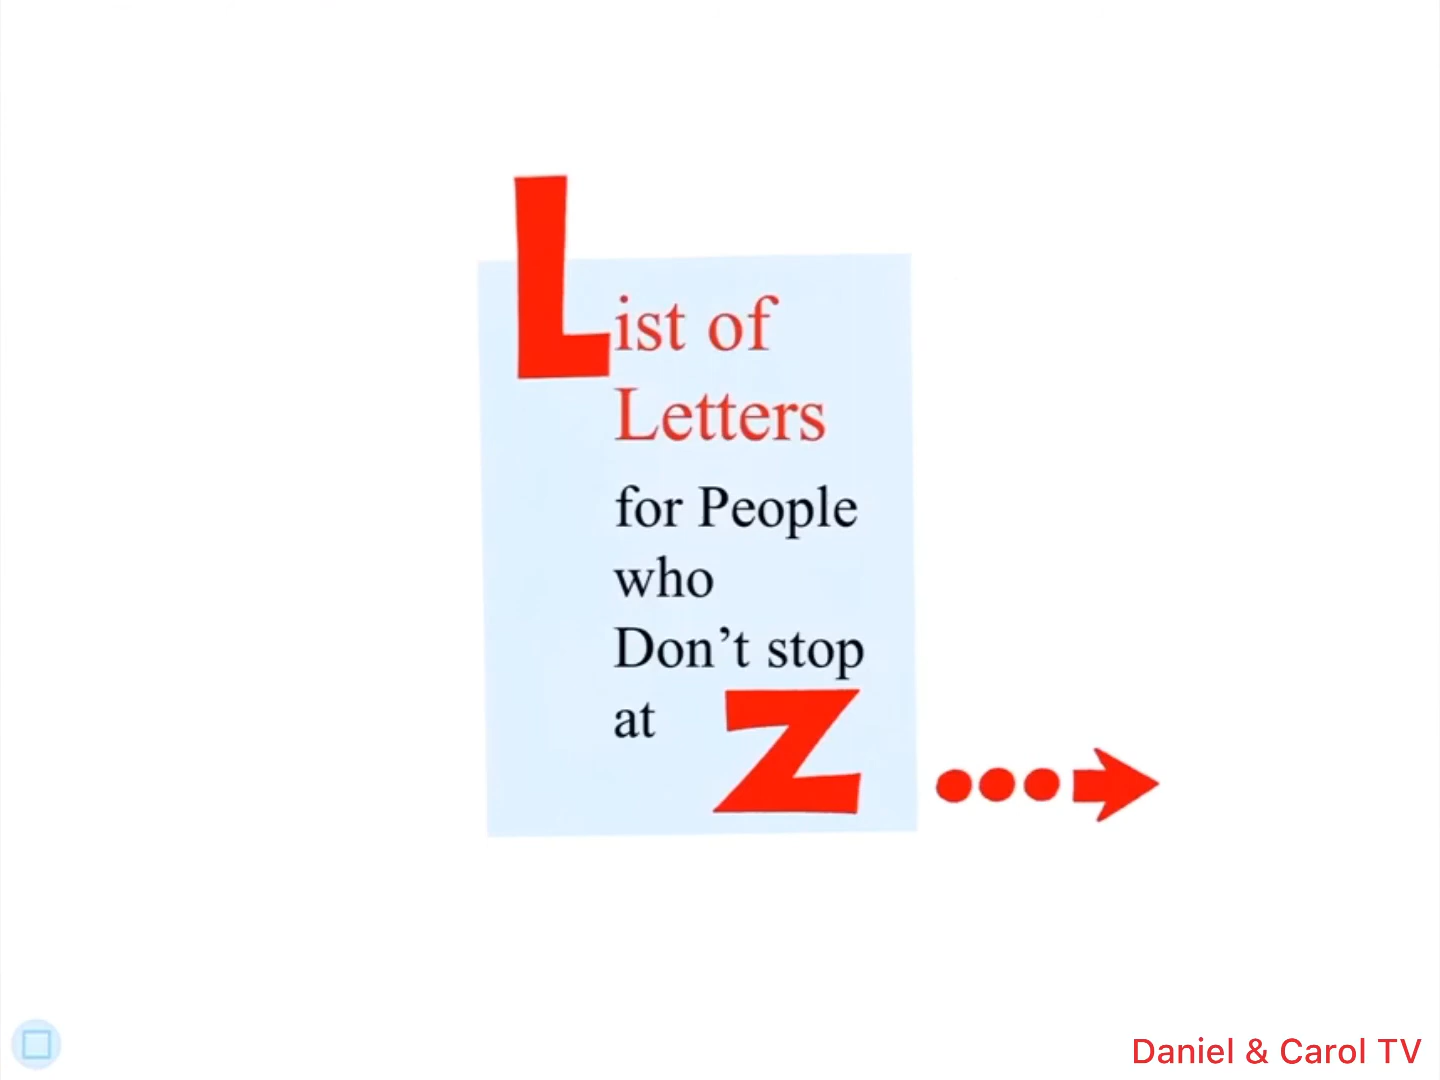 List of
Letters
for People
who
Don’t stop
at Z
Daniel & Carol TV